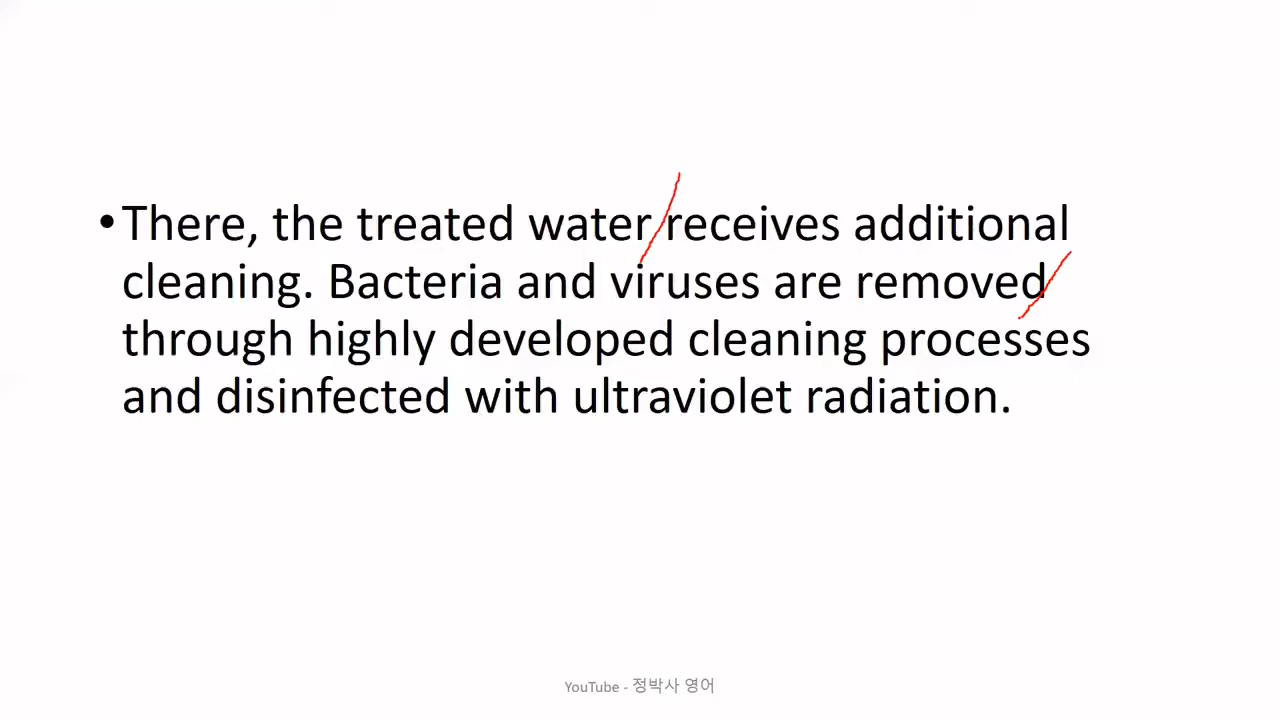 •There, the treated water receives additional
cleaning. Bacteria and viruses are removed
through highly developed cleaning processes
and disinfected with ultraviolet radiation.
YouTube - 정박사 영어